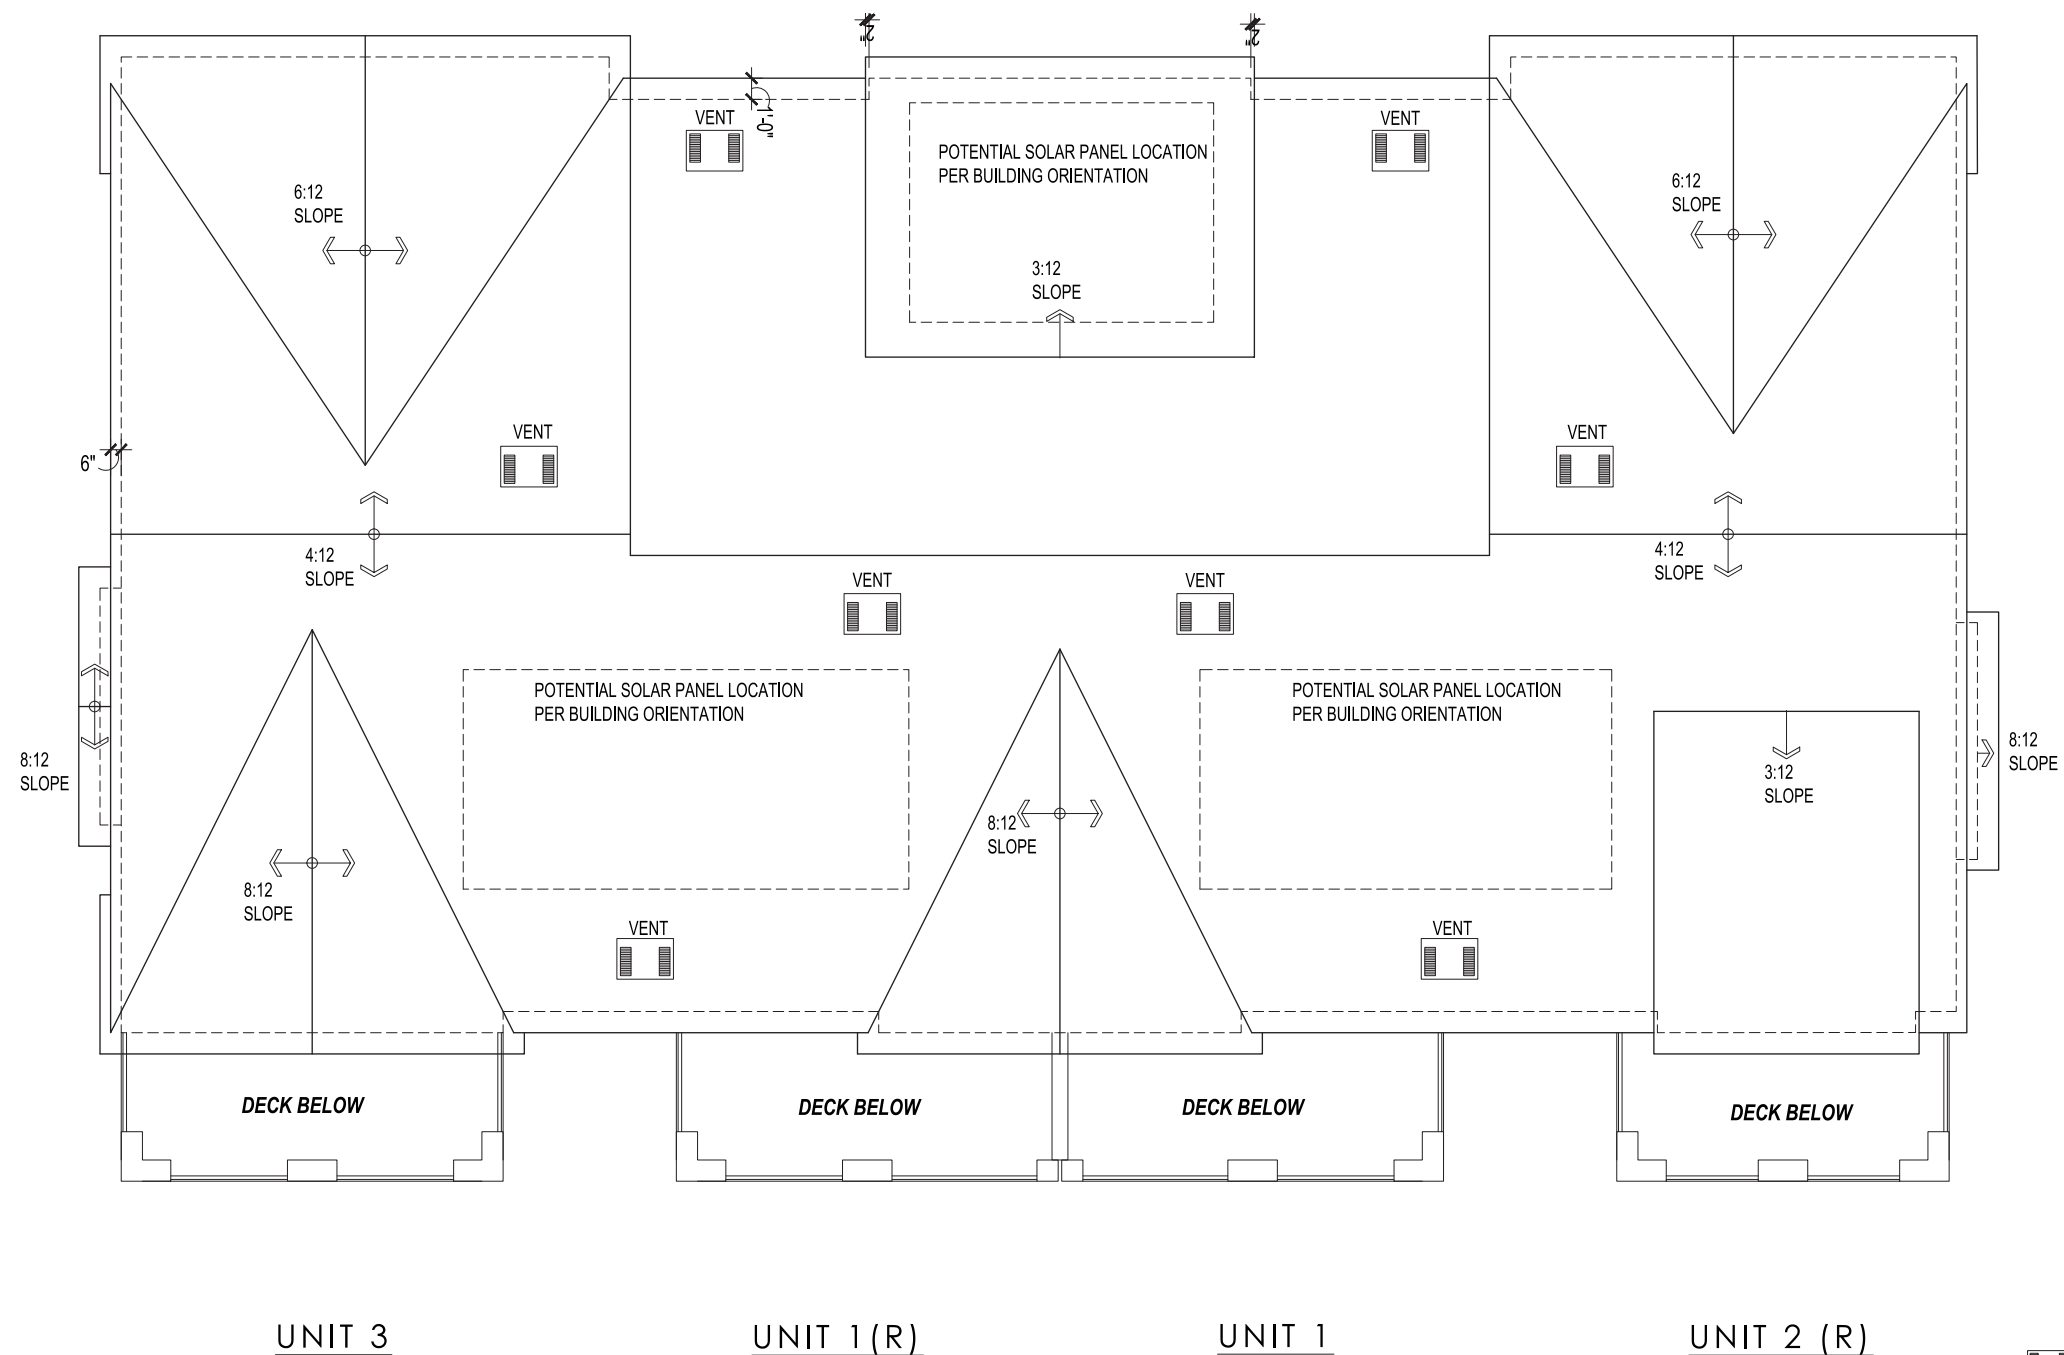 2"
2"
1'-0"
VENT
VENT
POTENTIAL SOLAR PANEL LOCATION
PER BUILDING ORIENTATION
6:12
SLOPE
6:12
SLOPE
3:12
SLOPE
VENT
VENT
6"
4:12
SLOPE
4:12
SLOPE
VENT
VENT
POTENTIAL SOLAR PANEL LOCATION
PER BUILDING ORIENTATION
POTENTIAL SOLAR PANEL LOCATION
PER BUILDING ORIENTATION
8:12
SLOPE
8:12
SLOPE
3:12
SLOPE
8:12
SLOPE
8:12
SLOPE
VENT
VENT
DECK BELOW
DECK BELOW
DECK BELOW
DECK BELOW
UNIT 3
UNIT 1(R)
UNIT 1
UNIT 2 (R)